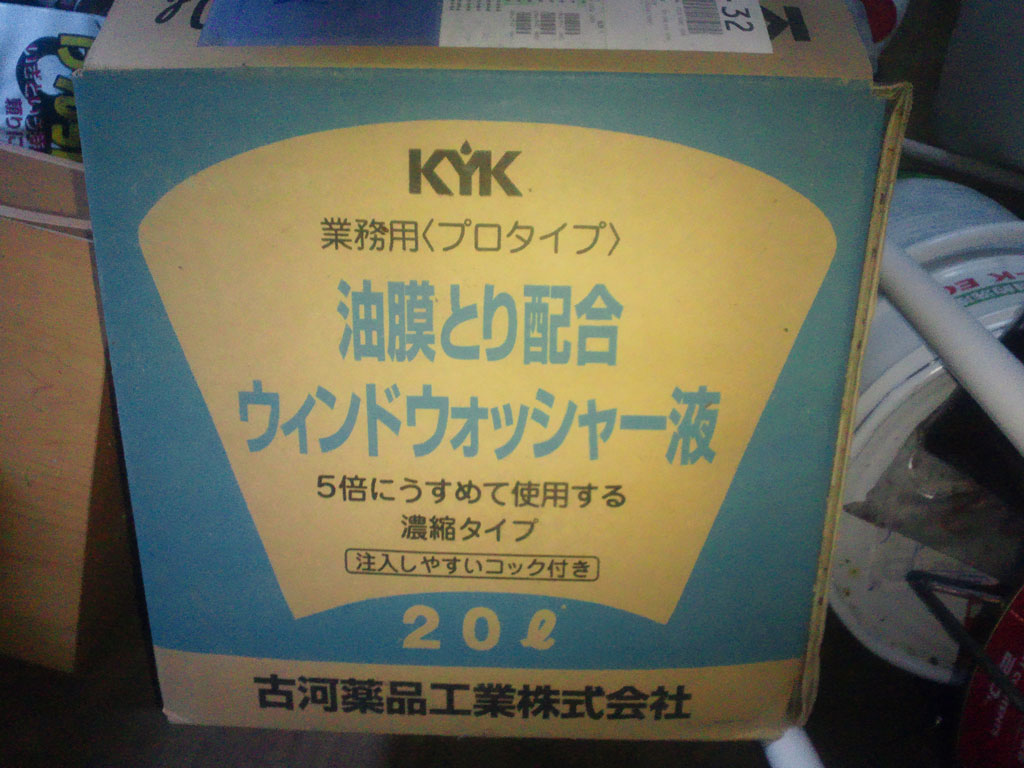 32
KYK
業務用〈プロタイプ〉
油膜とり配合
ウィンドウォッシャー液
5倍にうすめて使用する
濃縮タイプ
注入しやすいコック付き
20ℓ
古河薬品工業株式会社